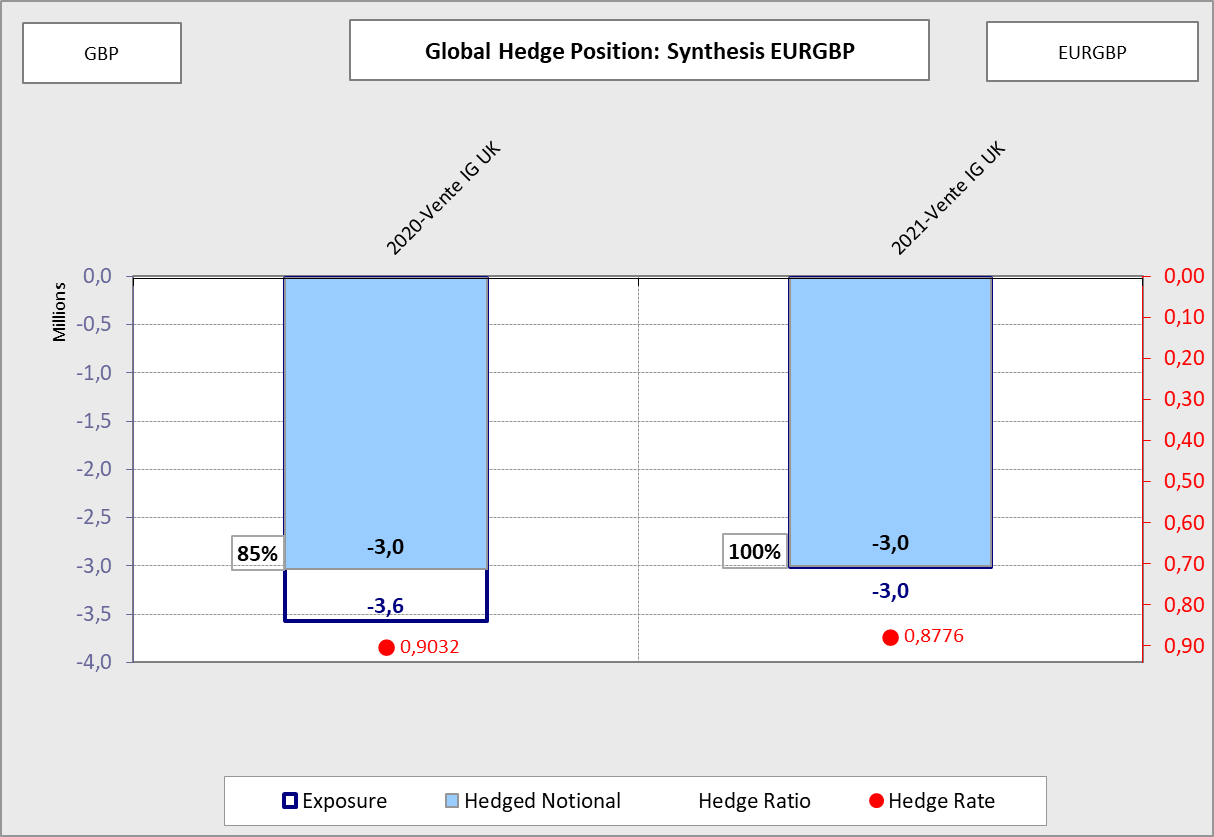 GBP
Global Hedge Position: Synthesis EURGBP
EURGBP
2020-Vente IG UK
2021-Vente IG UK
Millions
0,0
-0,5
-1,0
-1,5
-2,0
-2,5
-3,0
-3,5
-4,0
0,00
0,10
0,20
0,30
0,40
0,50
0,60
0,70
0,80
0,90
85%
-3,0
-3,6
0,9032
100%
-3,0
-3,0
0,8776
Exposure
Hedged Notional
Hedge Ratio
Hedge Rate